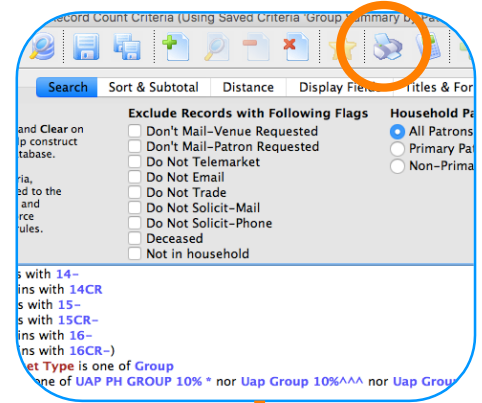 ecord Count Criteria (Using Saved Criteria 'Group Summary by Pat
Search Sort & Subtotal Distance Display Fields Titles & For
Exclude Records with Following Flags
Don't Mail-Venue Requested
Don't Mail-Patron Requested
Do Not Telemarket
Do Not Email
Do Not Trade
Do Not Solicit-Mail
Do Not Solicit-Phone
Deceased
Not in household
Household Pa
All Patrons
Primary Pat
Non-Prima
and Clear on
lp construct
tabase.
ria,
ed to the
and
rce
rules.
s with 14-
ins with 14CR
s with 15-
s with 15CR-
ins with 16-
ns with 16CR-)
et Type is one of Group
one of UAP PH GROUP 10% * nor Uap Group 10%^^^ nor Uap Group